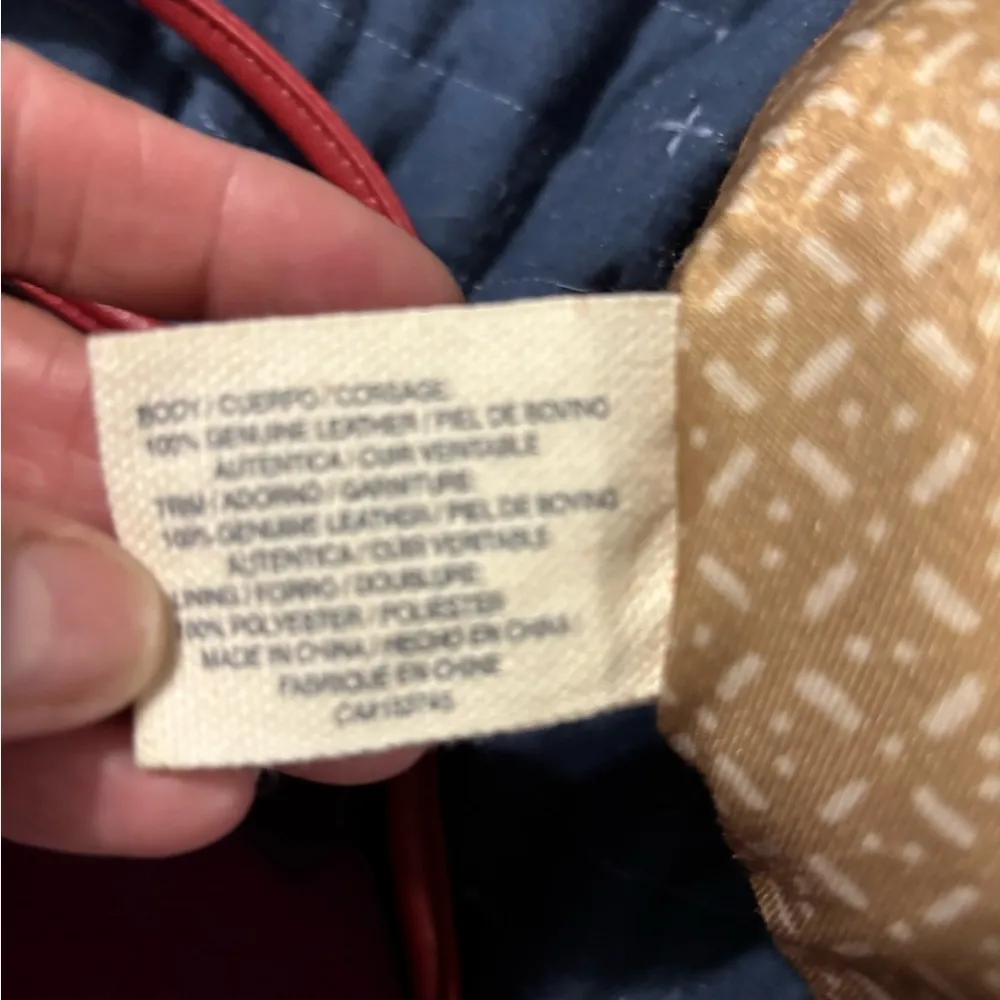 BODY / CUERPO / CORSAGE:
100% GENUINE LEATHER / PIEL DE BOVINO
AUTENTICA / CUIR VERITABLE
TRIM / ADORNO / GARNITURE:
100% GENUINE LEATHER / PIEL DE BOVINO
AUTENTICA / CUIR VERITABLE
LINING / FORRO / DOUBLURE:
100% POLYESTER / POLIESTER
MADE IN CHINA / HECHO EN CHINA /
FABRIQUE EN CHINE